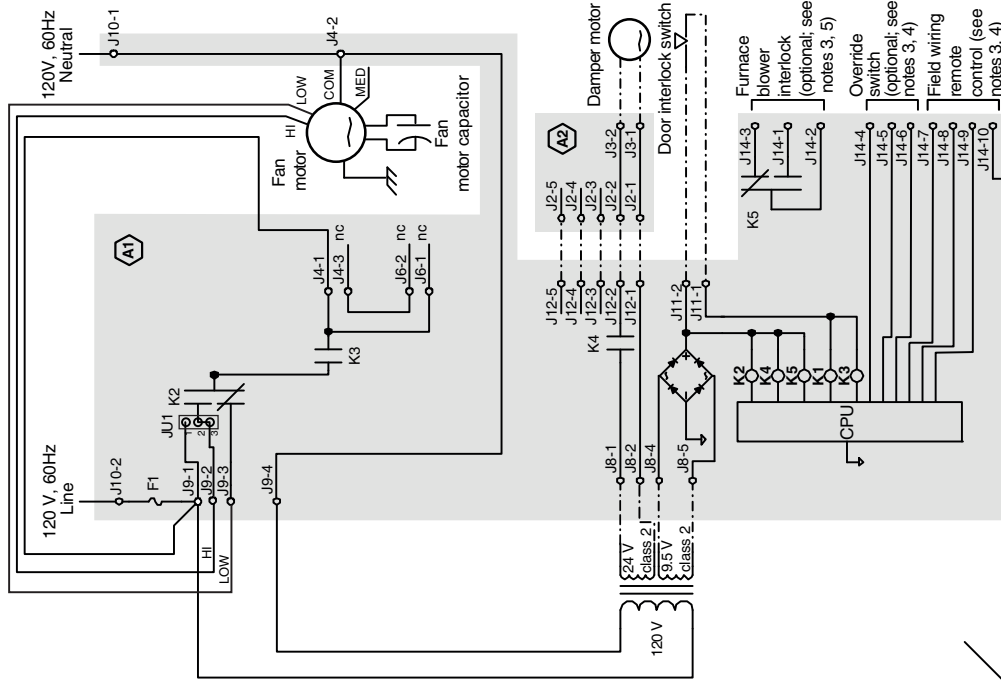 120V, 60Hz
Neutral
J10-1
J4-2
LOW
COM
MED
HI
Fan
motor
Fan
motor capacitor
A1
J4-1
J4-3
nc
J6-2
nc
J6-1
nc
K3
K2
JU1
1
2
3
120 V, 60Hz
Line
J10-2
F1
J9-1
J9-2
J9-3
HI
LOW
J9-4
Damper motor
Door interlock switch
A2
J3-2
J3-1
J2-5
J2-4
J2-3
J2-2
J2-1
J12-5
J12-4
J12-3
J12-2
J12-1
K4
J11-2
J11-1
J8-1
J8-2
J8-4
J8-5
24 V
class 2
9.5 V
class 2
120 V
K2
K4
K5
K1
K3
CPU
Furnace
blower
interlock
(optional; see
notes 3, 5)
J14-3
J14-1
J14-2
K5
Override
switch
(optional; see
notes 3, 4)
Field wiring
remote
control (see
notes 3, 4)
J14-4
J14-5
J14-6
J14-7
J14-8
J14-9
J14-10